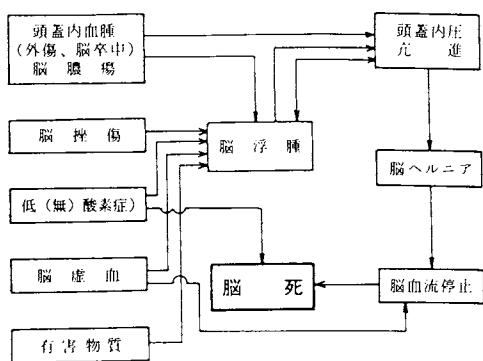 頭蓋内血腫
(外傷、脳卒中)
脳膿瘍
頭蓋内圧
亢進
脳挫傷
脳浮腫
脳ヘルニア
低(無)酸素症
脳虚血
脳死
脳血流停止
有害物質